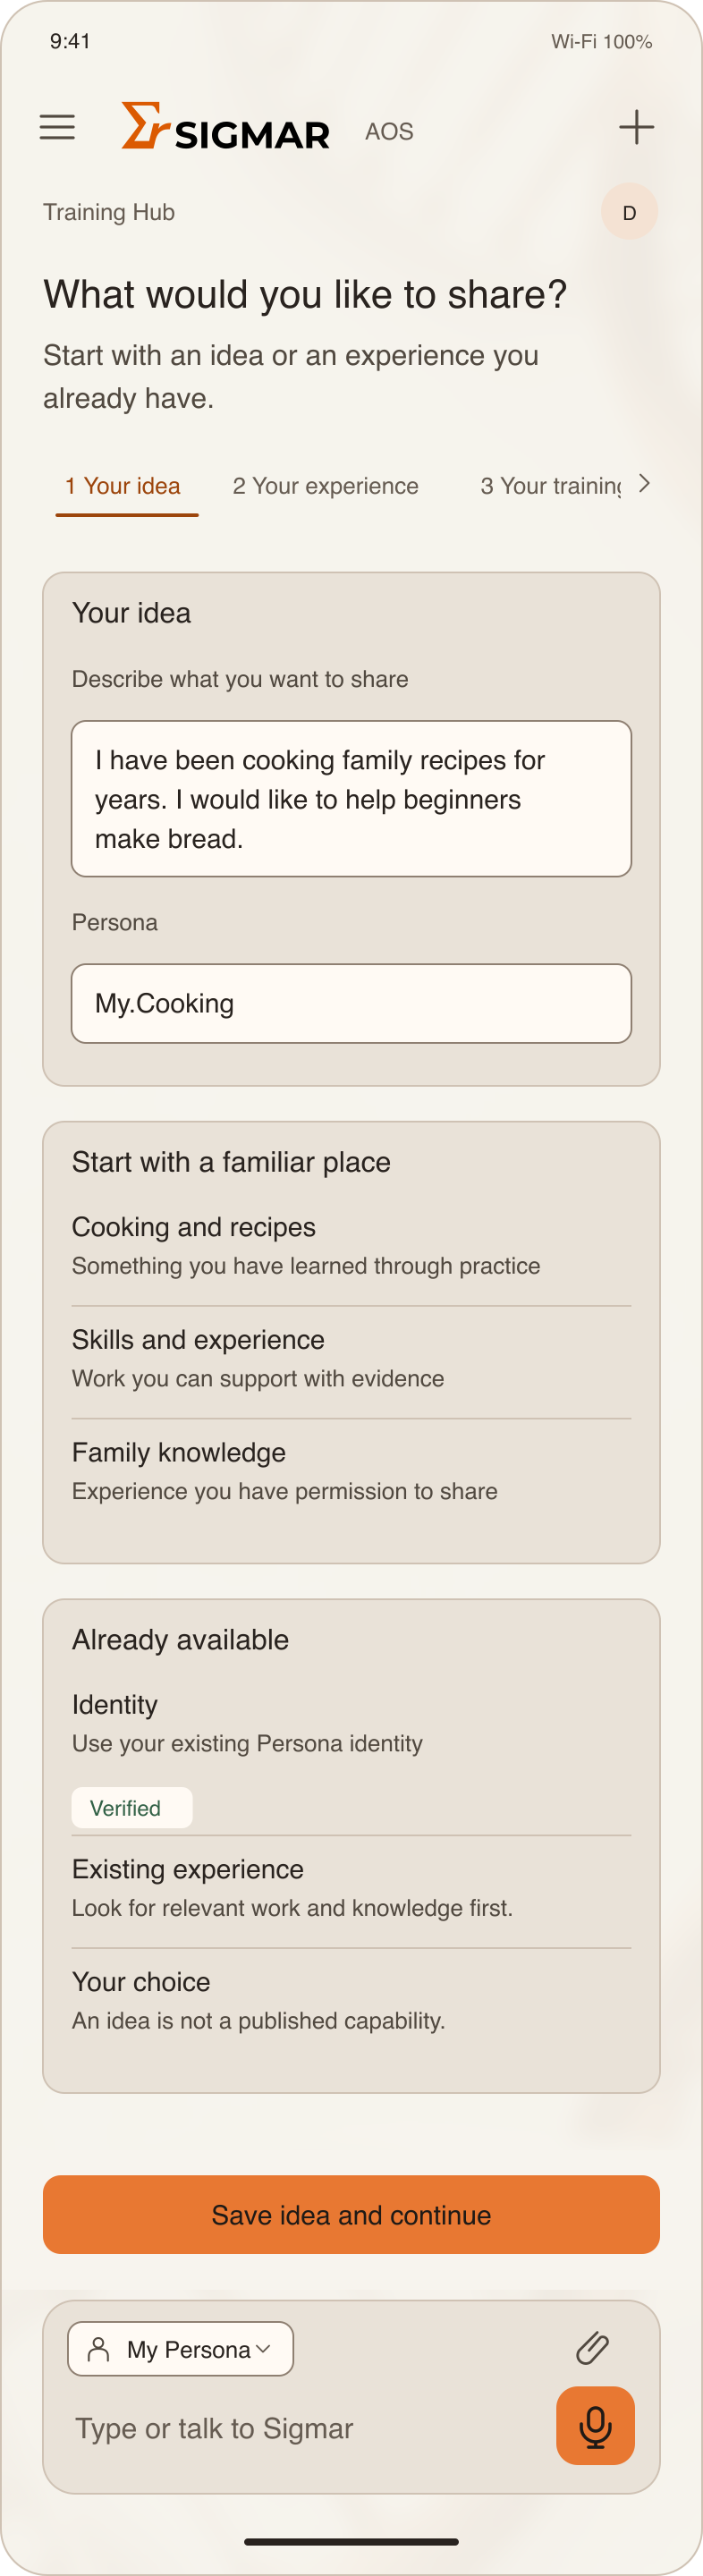 9:41
Wi-Fi 100%
Σr SIGMAR AOS
Training Hub
D
What would you like to share?
Start with an idea or an experience you
already have.
1 Your idea
2 Your experience
3 Your training
Your idea
Describe what you want to share
I have been cooking family recipes for
years. I would like to help beginners
make bread.
Persona
My.Cooking
Start with a familiar place
Cooking and recipes
Something you have learned through practice
Skills and experience
Work you can support with evidence
Family knowledge
Experience you have permission to share
Already available
Identity
Use your existing Persona identity
Verified
Existing experience
Look for relevant work and knowledge first.
Your choice
An idea is not a published capability.
Save idea and continue
My Persona
Type or talk to Sigmar